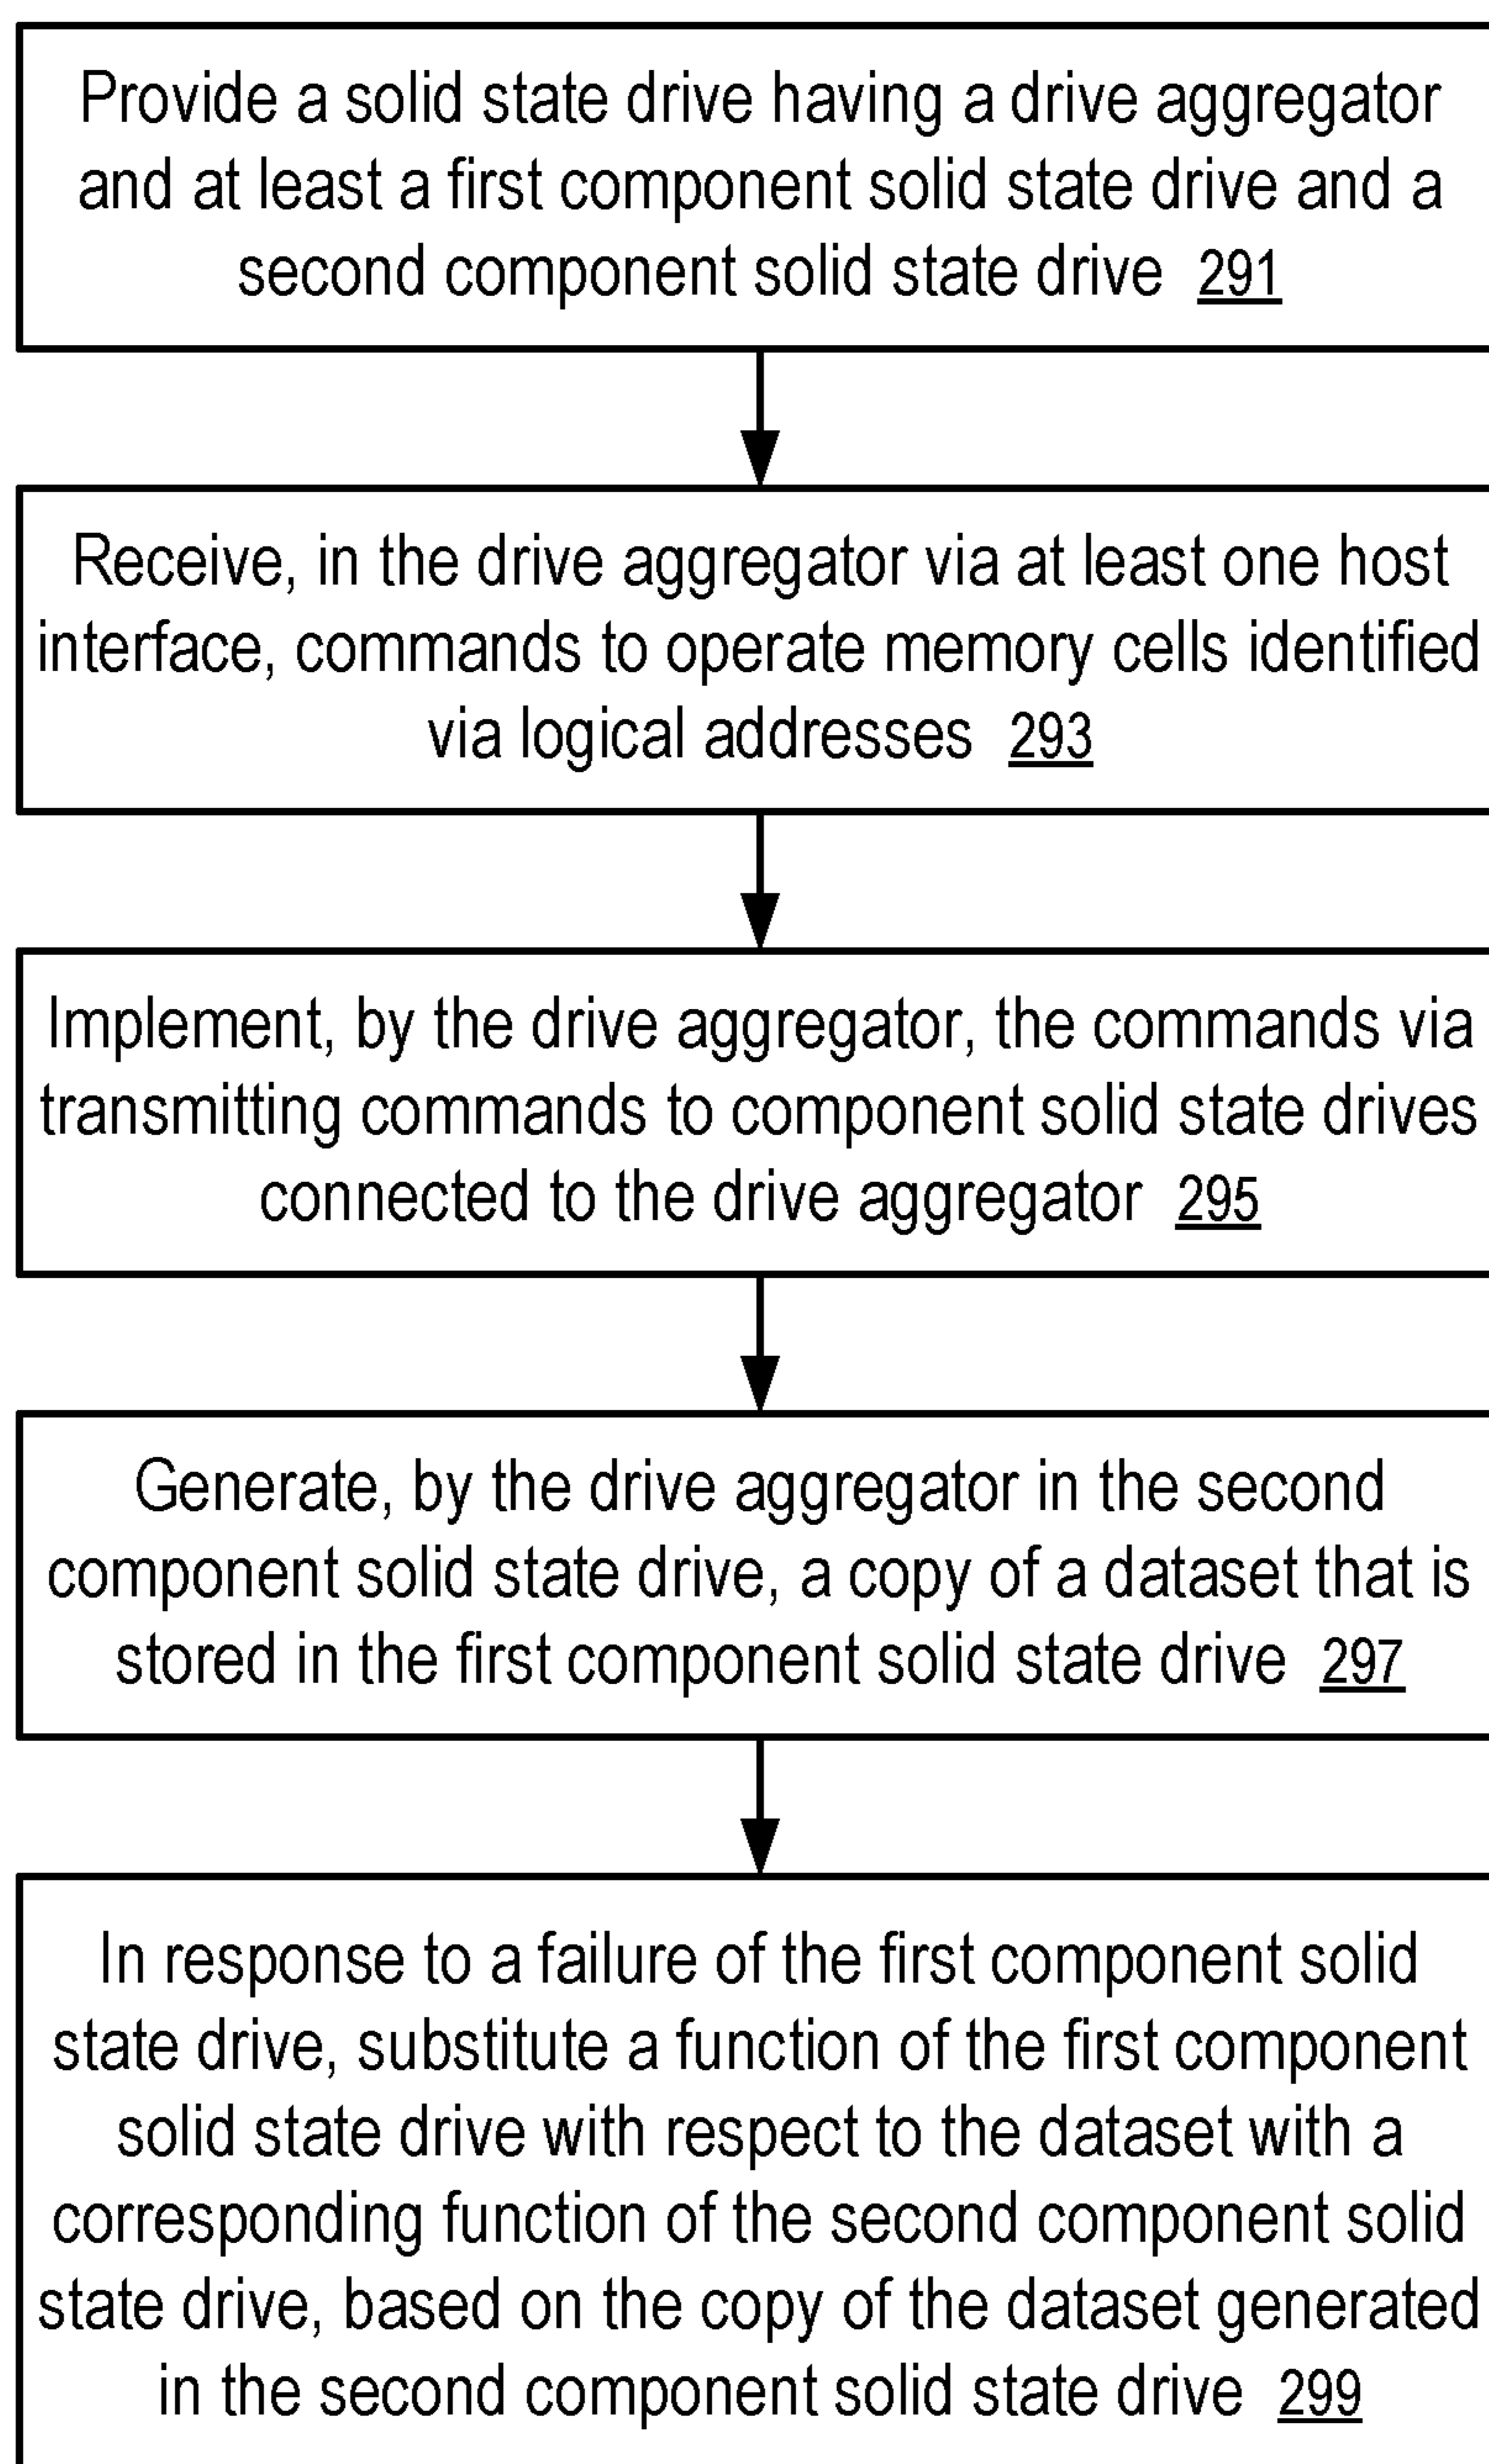 Provide a solid state drive having a drive aggregator
and at least a first component solid state drive and a
second component solid state drive 291
Receive, in the drive aggregator via at least one host
interface, commands to operate memory cells identified
via logical addresses 293
Implement, by the drive aggregator, the commands via
transmitting commands to component solid state drives
connected to the drive aggregator 295
Generate, by the drive aggregator in the second
component solid state drive, a copy of a dataset that is
stored in the first component solid state drive 297
In response to a failure of the first component solid
state drive, substitute a function of the first component
solid state drive with respect to the dataset with a
corresponding function of the second component solid
state drive, based on the copy of the dataset generated
in the second component solid state drive 299